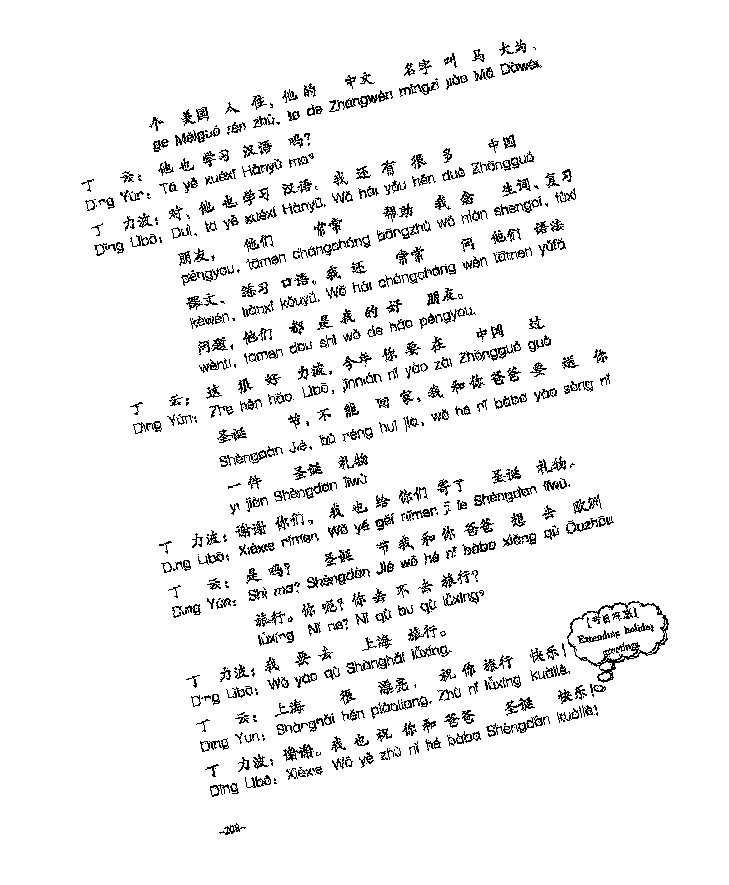 个 美国 人 住，他 的 中文 名字 叫 马 大为。
ge Měiguó rén zhù, tā de Zhōngwén míngzi jiào Mǎ Dàwéi.
丁 云：他 也 学习 汉语 吗？
Dīng Yún: Tā yě xuéxí Hànyǔ ma?
丁 力波：对，他 也 学习 汉语。我 还 有 很 多 中国
Dīng Lìbō: Duì, tā yě xuéxí Hànyǔ. Wǒ hái yǒu hěn duō Zhōngguó
朋友， 他们 常常 帮助 我 念 生词、复习
péngyou, tāmen chángcháng bāngzhù wǒ niàn shēngcí, fùxí
课文、 练习 口语。我 还 常常 问 他们 语法
kèwén, liànxí kǒuyǔ. Wǒ hái chángcháng wèn tāmen yǔfǎ
问题，他们 都 是 我 的 好 朋友。
wèntí, tāmen dōu shì wǒ de hǎo péngyou.
丁 云：这 很 好。力波，今年 你 要 在 中国 过
Dīng Yún: Zhè hěn hǎo. Lìbō, jīnnián nǐ yào zài Zhōngguó guò
圣诞 节，不 能 回 家，我 和 你 爸爸 要 送 你
Shèngdàn Jié, bù néng huí jiā, wǒ hé nǐ bàba yào sòng nǐ
一 件 圣诞 礼物
yí jiàn Shèngdàn lǐwù
丁 力波：谢谢 你们。我 也 给 你们 寄 了 圣诞 礼物。
Dīng Lìbō: Xièxie nǐmen. Wǒ yě gěi nǐmen jì le Shèngdàn lǐwù.
丁 云：是 吗？ 圣诞 节 我 和 你 爸爸 想 去 欧洲
Dīng Yún: Shì ma? Shèngdàn Jié wǒ hé nǐ bàba xiǎng qù Ōuzhōu
旅行。你 呢？你 去 不 去 旅行？
lǚxíng. Nǐ ne? Nǐ qù bu qù lǚxíng?
丁 力波：我 要 去 上海 旅行。
Dīng Lìbō: Wǒ yào qù Shànghǎi lǚxíng.
丁 云：上海 很 漂亮。祝 你 旅行 快乐！
Dīng Yún: Shànghǎi hěn piàoliang. Zhù nǐ lǚxíng kuàilè.
【节日祝愿】
Extending holiday
greetings
丁 力波：谢谢。我 也 祝 你 和 爸爸 圣诞 快乐！
Dīng Lìbō: Xièxie. Wǒ yě zhù nǐ hé bàba Shèngdàn kuàilè!